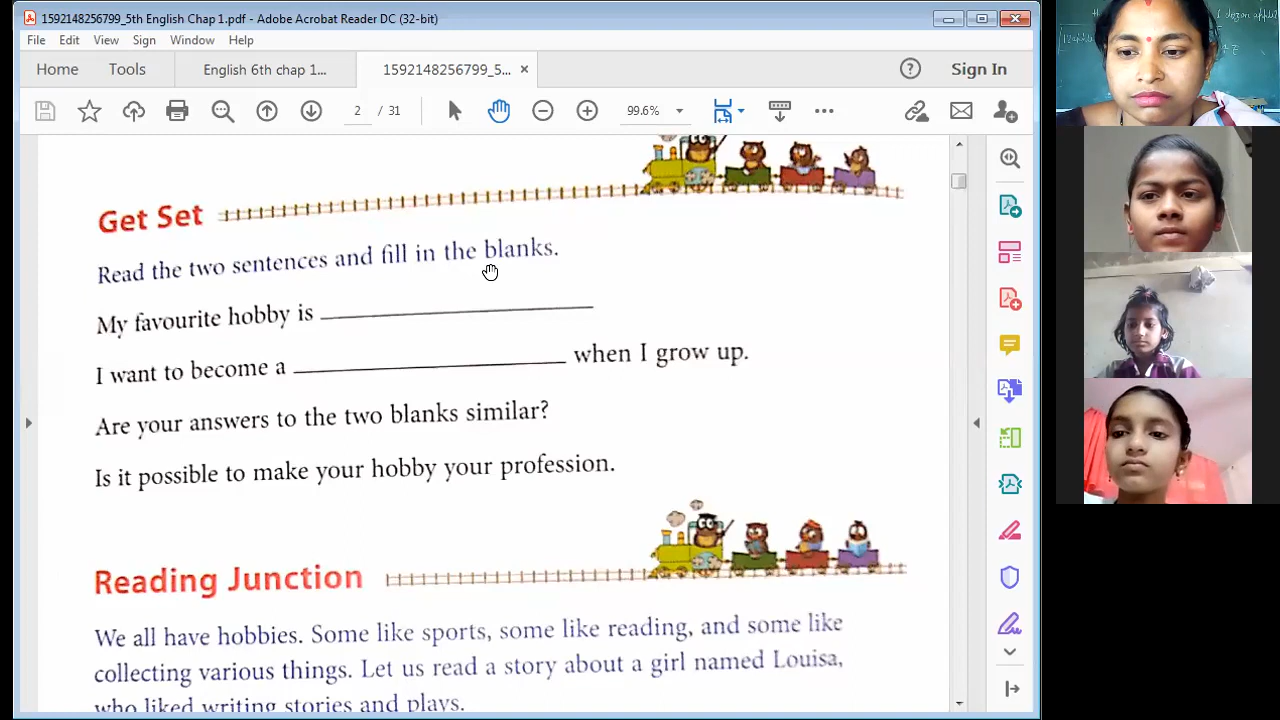 1592148256799_5th English Chap 1.pdf - Adobe Acrobat Reader DC (32-bit)
File Edit View Sign Window Help
Home Tools English 6th chap 1... 1592148256799_5... × Sign In
2 / 31 99.6%
Get Set
Read the two sentences and fill in the blanks.
My favourite hobby is
I want to become a when I grow up.
Are your answers to the two blanks similar?
Is it possible to make your hobby your profession.
Reading Junction
We all have hobbies. Some like sports, some like reading, and some like
collecting various things. Let us read a story about a girl named Louisa,
who liked writing stories and plays.